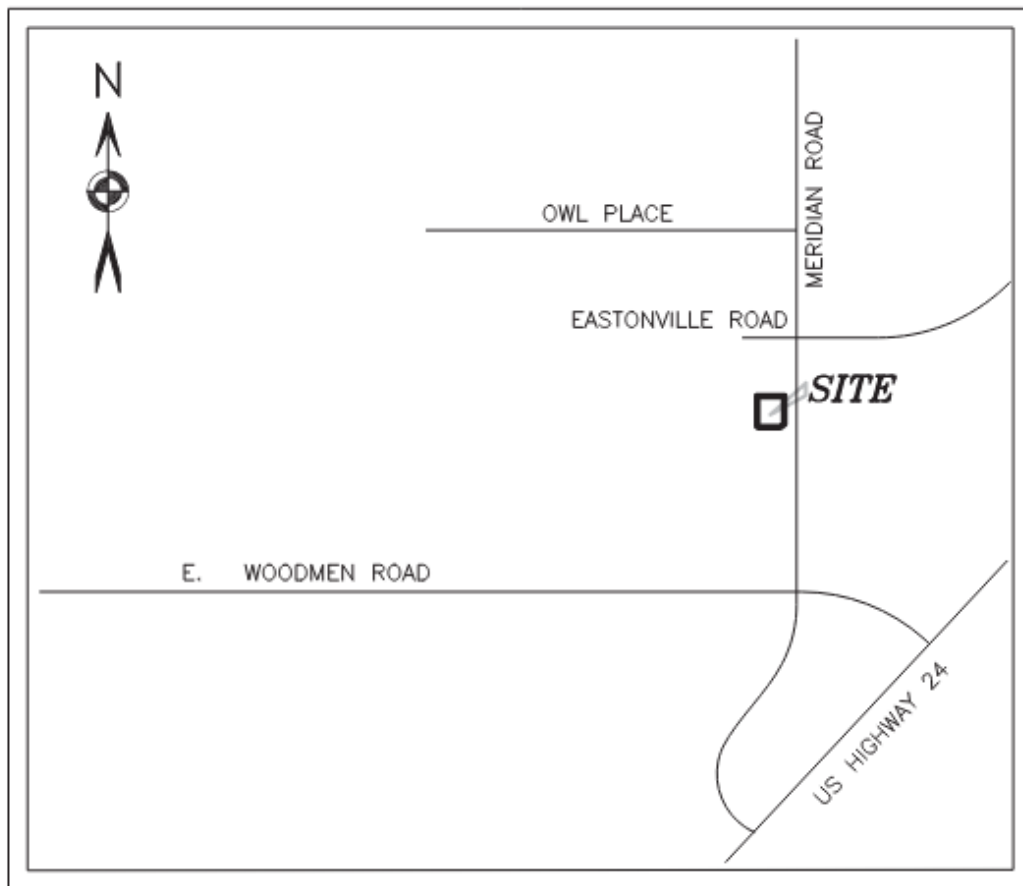 N
OWL PLACE
MERIDIAN ROAD
EASTONVILLE ROAD
SITE
E. WOODMEN ROAD
US HIGHWAY 24